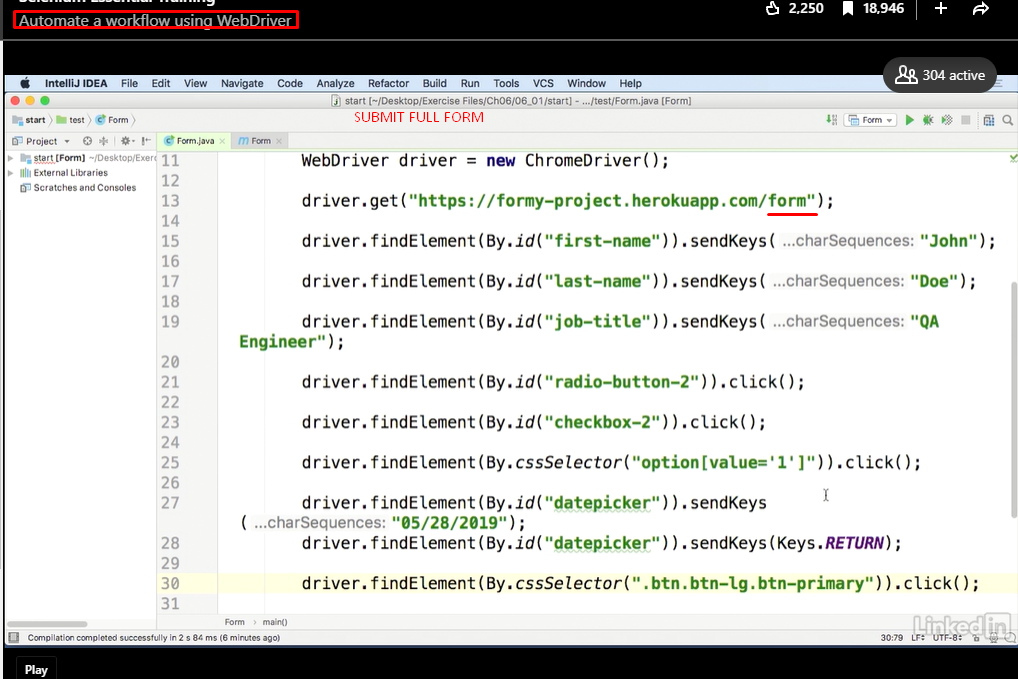 Selenium Essential Training
Automate a workflow using WebDriver
2,250 18,946
304 active
IntelliJ IDEA File Edit View Navigate Code Analyze Refactor Build Run Tools VCS Window Help
start [~/Desktop/Exercise Files/Ch06/06_01/start] - .../test/Form.java [Form]
start test Form
SUBMIT FULL FORM
Form
Project
Form.java
Form
start [Form] ~/Desktop/Exerc
External Libraries
Scratches and Consoles
11 WebDriver driver = new ChromeDriver();
12
13 driver.get("https://formy-project.herokuapp.com/form");
14
15 driver.findElement(By.id("first-name")).sendKeys( ...charSequences: "John");
16
17 driver.findElement(By.id("last-name")).sendKeys( ...charSequences: "Doe");
18
19 driver.findElement(By.id("job-title")).sendKeys( ...charSequences: "QA
Engineer");
20
21 driver.findElement(By.id("radio-button-2")).click();
22
23 driver.findElement(By.id("checkbox-2")).click();
24
25 driver.findElement(By.cssSelector("option[value='1']")).click();
26
27 driver.findElement(By.id("datepicker")).sendKeys
( ...charSequences: "05/28/2019");
28 driver.findElement(By.id("datepicker")).sendKeys(Keys.RETURN);
29
30 driver.findElement(By.cssSelector(".btn.btn-lg.btn-primary")).click();
31
Form main()
Linked in
Compilation completed successfully in 2 s 84 ms (6 minutes ago)
30:79 LF÷ UTF-8÷
Play